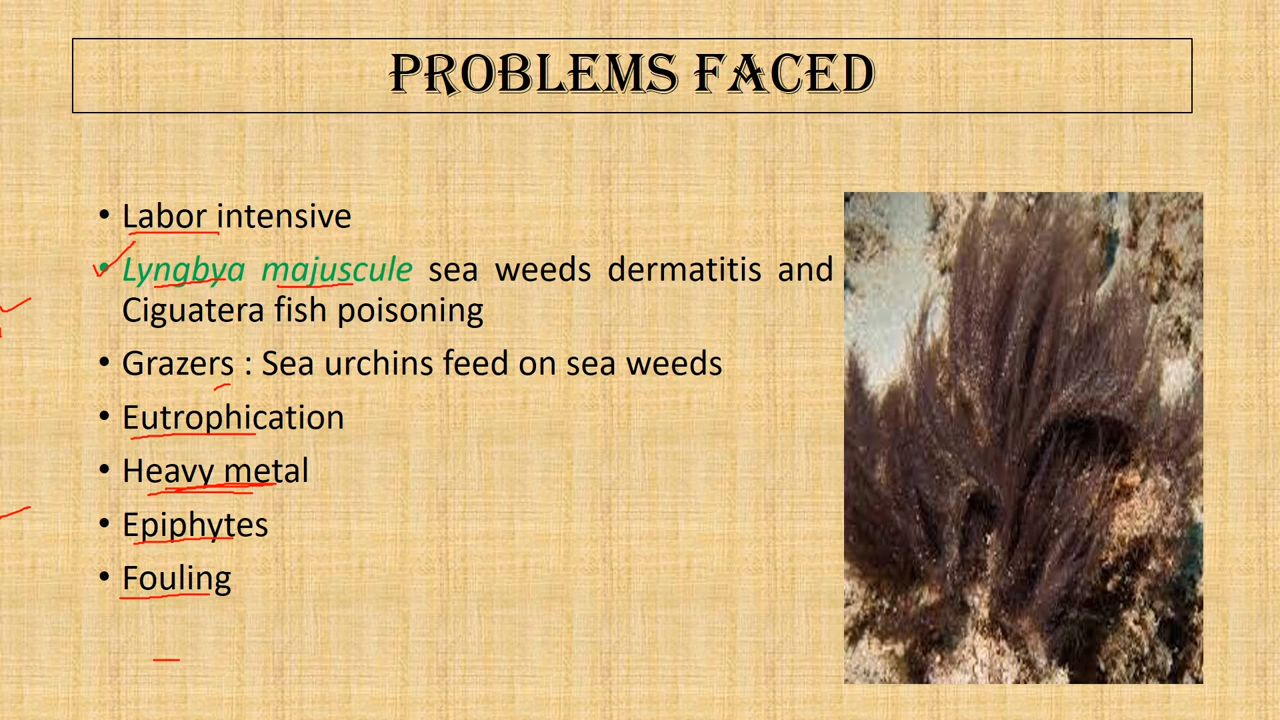 PROBLEMS FACED
• Labor intensive
• Lyngbya majuscule sea weeds dermatitis and
Ciguatera fish poisoning
• Grazers : Sea urchins feed on sea weeds
• Eutrophication
• Heavy metal
• Epiphytes
• Fouling